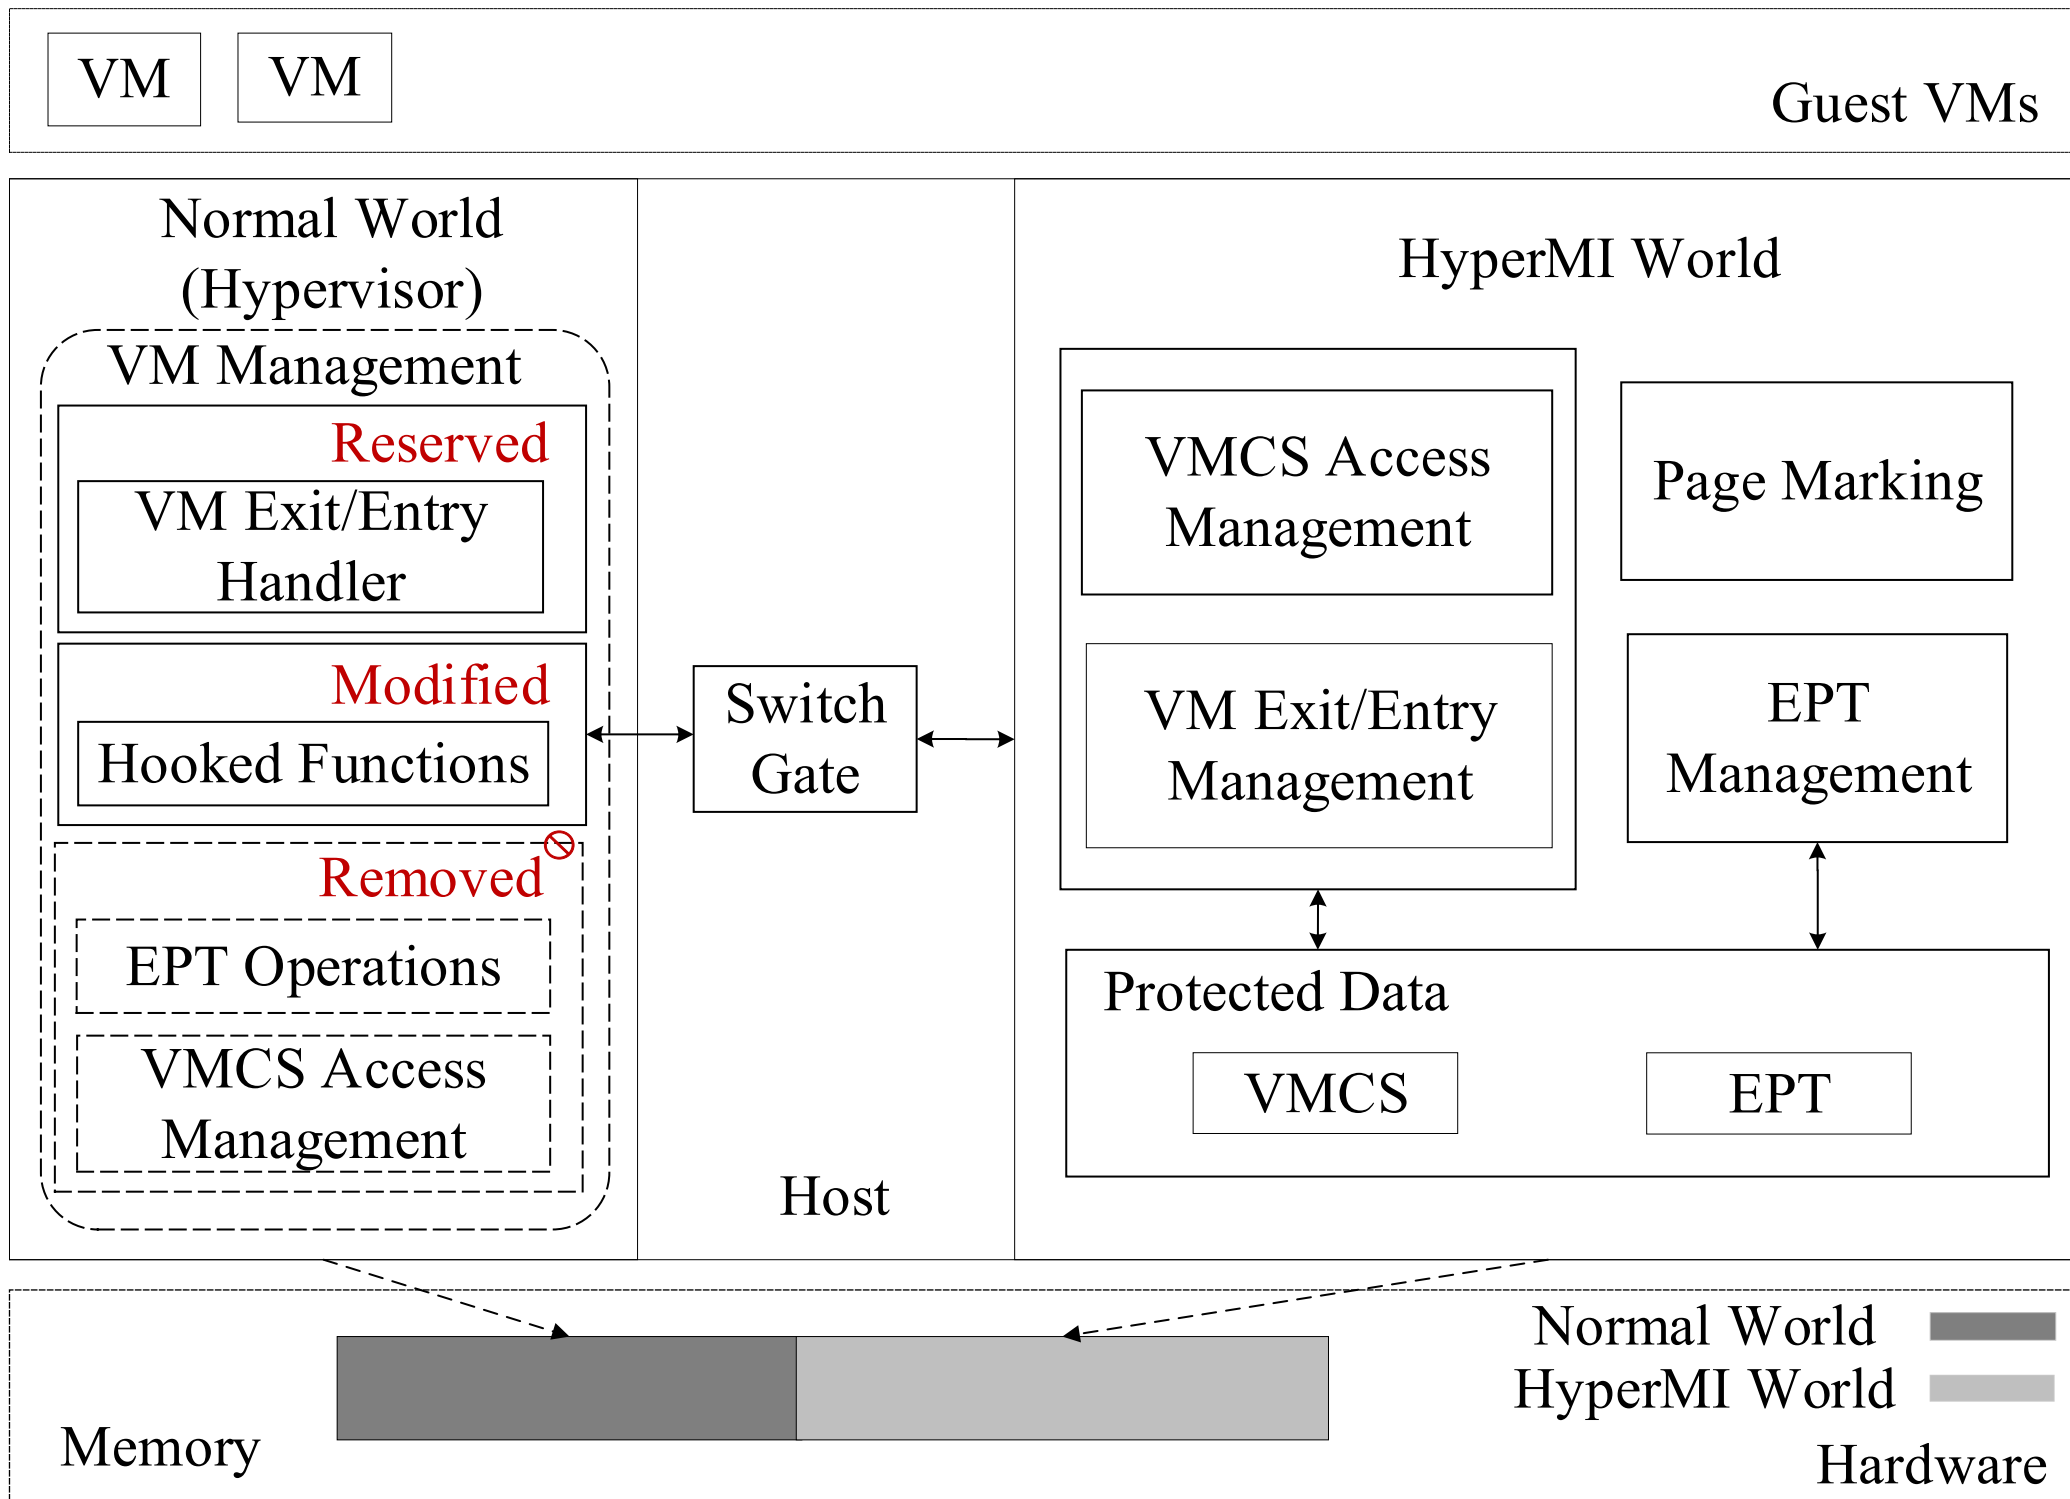 VM
VM
Guest VMs
Normal World
(Hypervisor)
VM Management
Reserved
VM Exit/Entry
Handler
Modified
Hooked Functions
Removed
EPT Operations
VMCS Access
Management
Switch
Gate
Host
HyperMI World
VMCS Access
Management
VM Exit/Entry
Management
Page Marking
EPT
Management
Protected Data
VMCS
EPT
Memory
Normal World
HyperMI World
Hardware